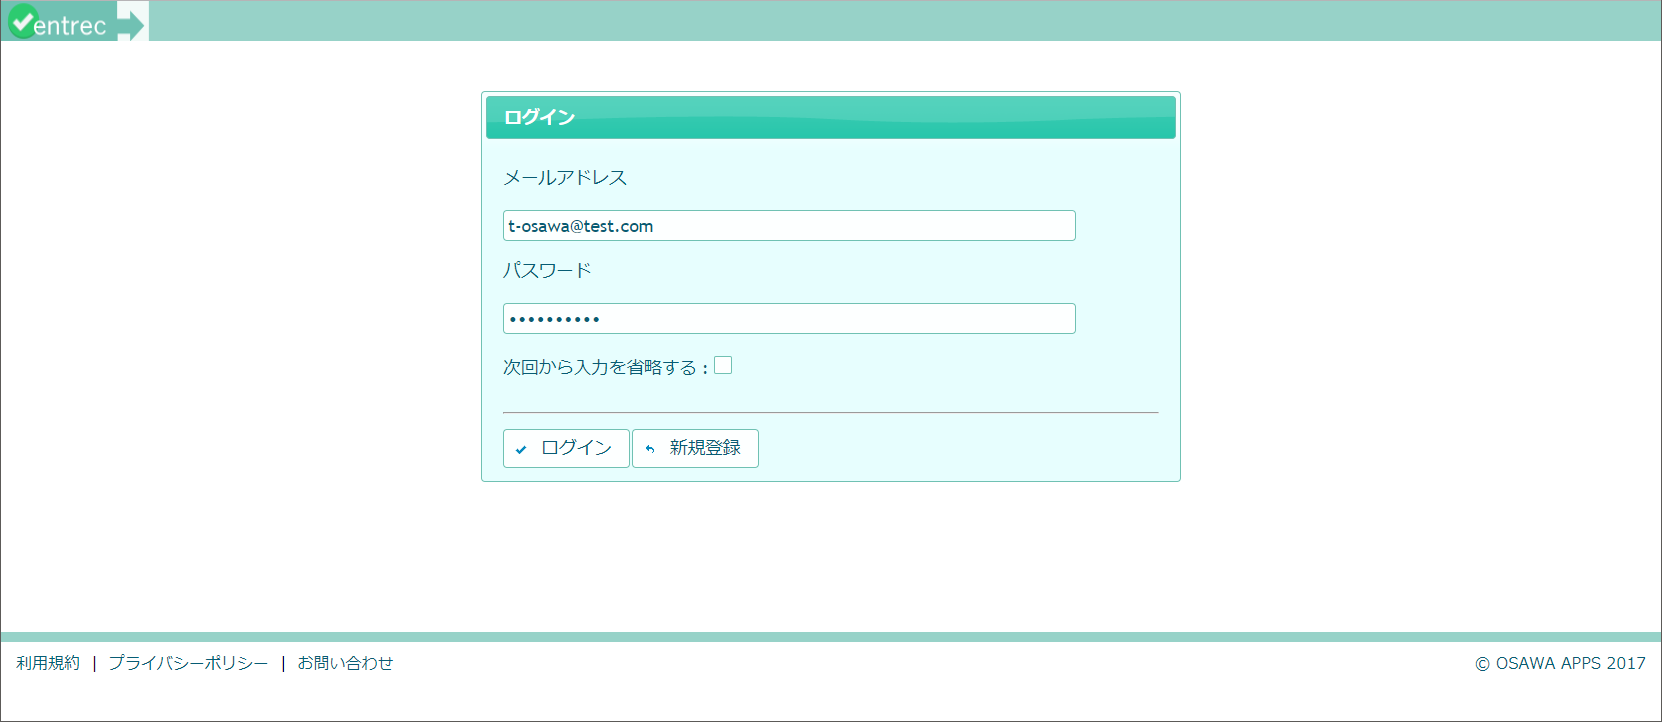 entrec
ログイン
メールアドレス
t-osawa@test.com
パスワード
••••••••••
次回から入力を省略する：
ログイン 新規登録
利用規約 | プライバシーポリシー | お問い合わせ © OSAWA APPS 2017